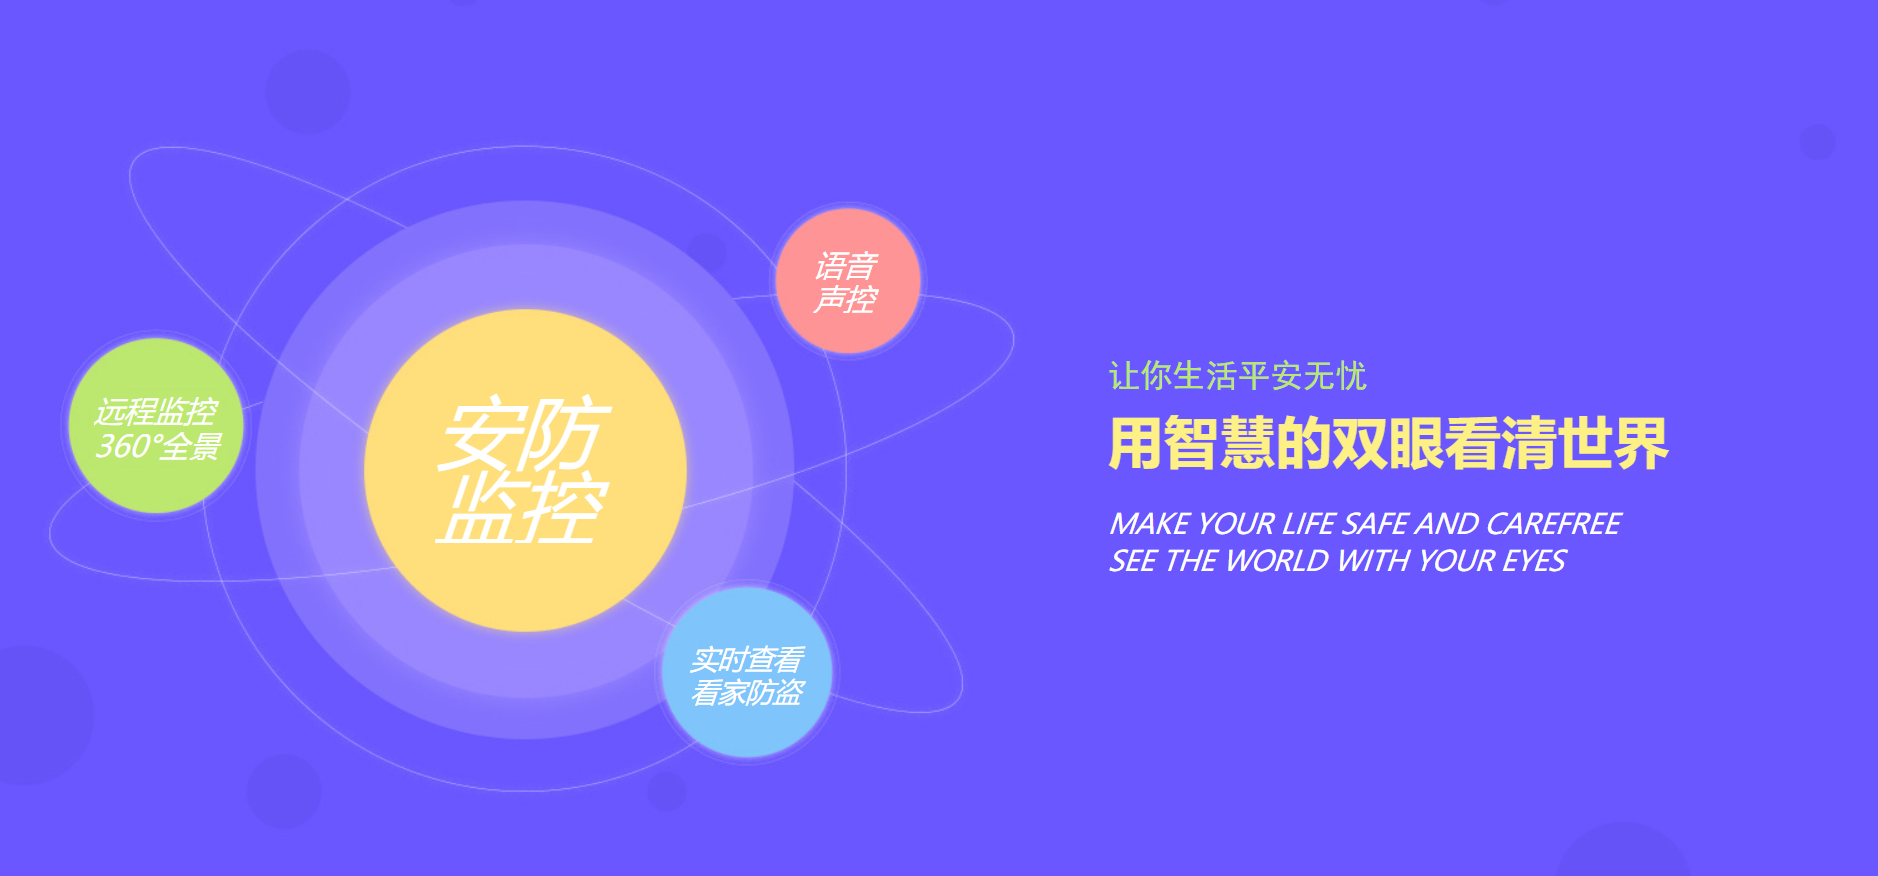 语音
声控
远程监控
360°全景
安防
监控
实时查看
看家防盗
让你生活平安无忧
用智慧的双眼看清世界
MAKE YOUR LIFE SAFE AND CAREFREE
SEE THE WORLD WITH YOUR EYES